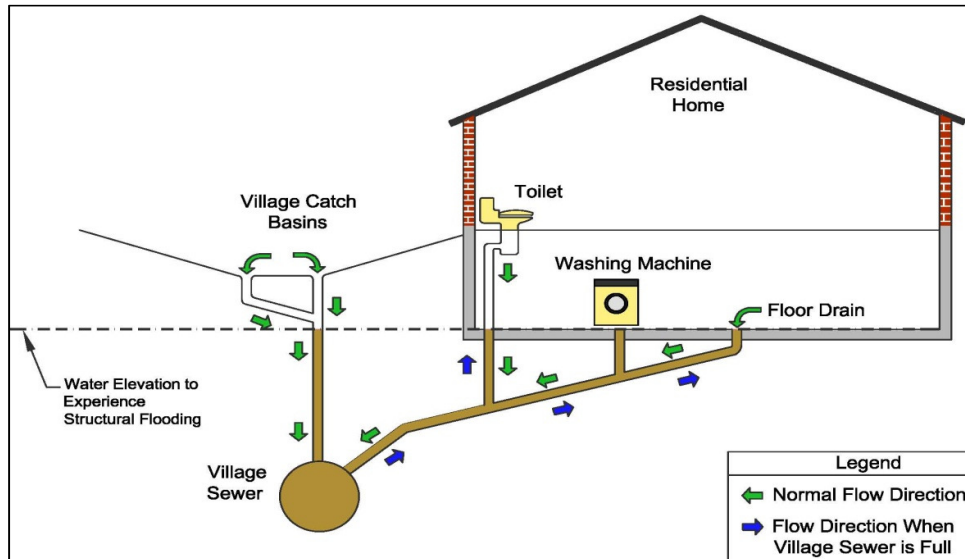 Residential
Home
Toilet
Village Catch
Basins
Washing Machine
Floor Drain
Water Elevation to
Experience
Structural Flooding
Village
Sewer
Legend
Normal Flow Direction
Flow Direction When
Village Sewer is Full